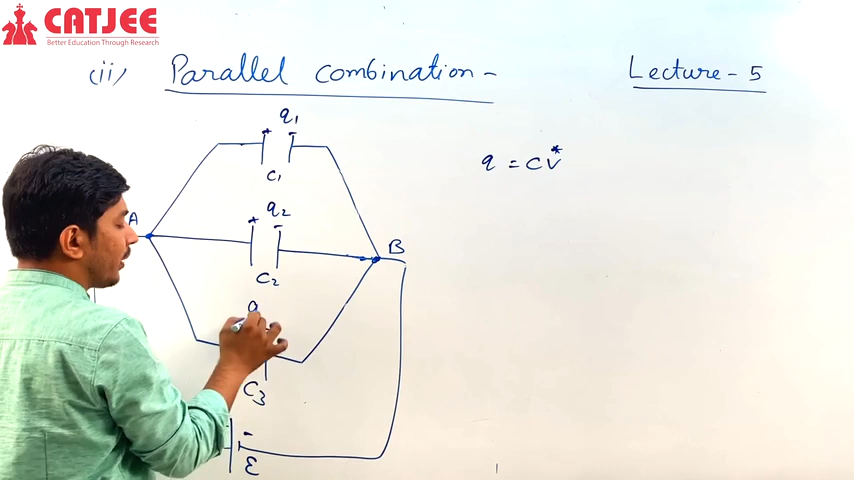 CATJEE
Better Education Through Research
(ii) Parallel combination -
Lecture - 5
q1
+ -
C1
q = CV*
A
q2
+ -
B
C2
C3
-
ε